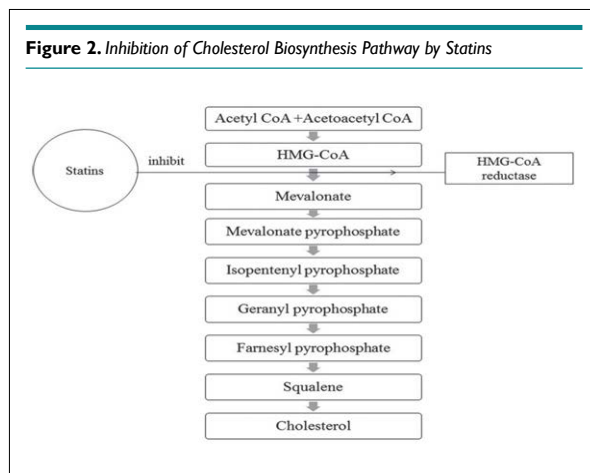 Figure 2. Inhibition of Cholesterol Biosynthesis Pathway by Statins
Acetyl CoA +Acetoacetyl CoA
HMG-CoA
Statins
inhibit
HMG-CoA
reductase
Mevalonate
Mevalonate pyrophosphate
Isopentenyl pyrophosphate
Geranyl pyrophosphate
Farnesyl pyrophosphate
Squalene
Cholesterol